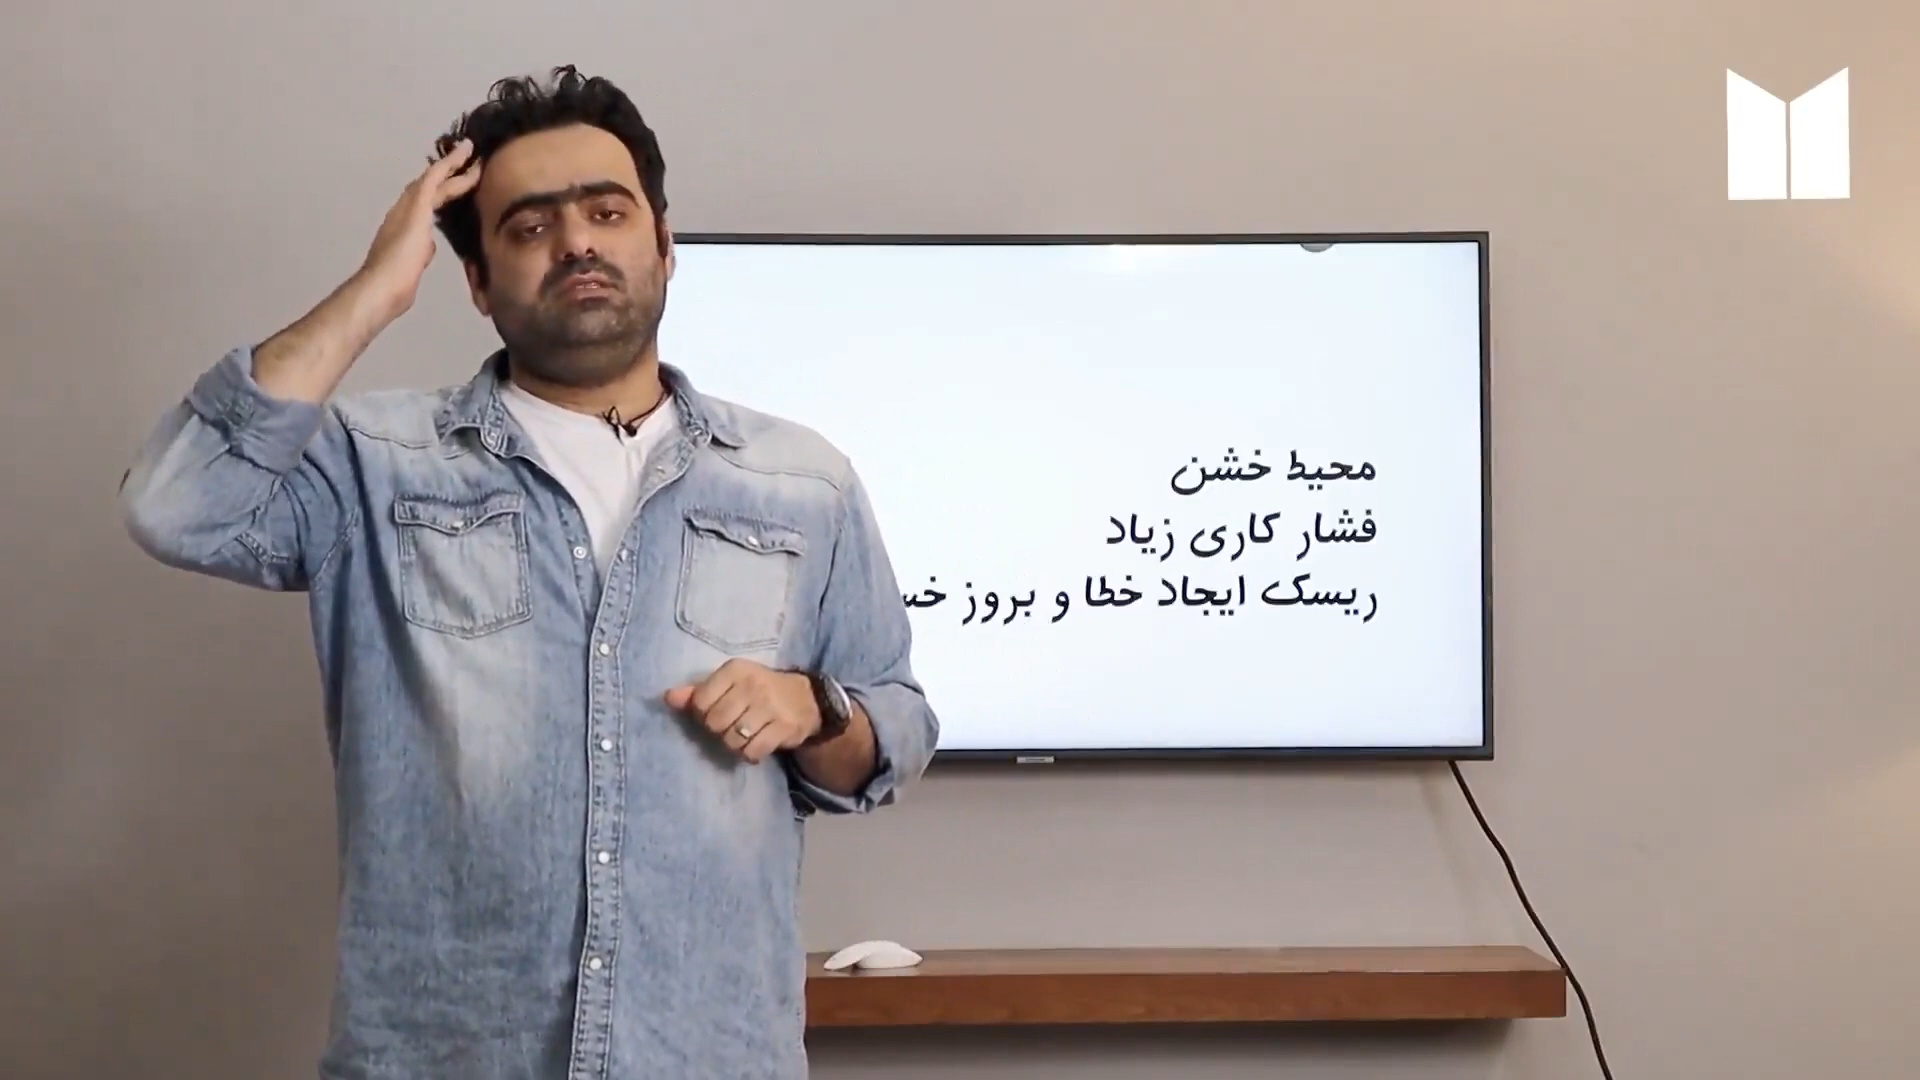 محیط خشن
فشار کاری زیاد
ریسک ایجاد خطا و بروز